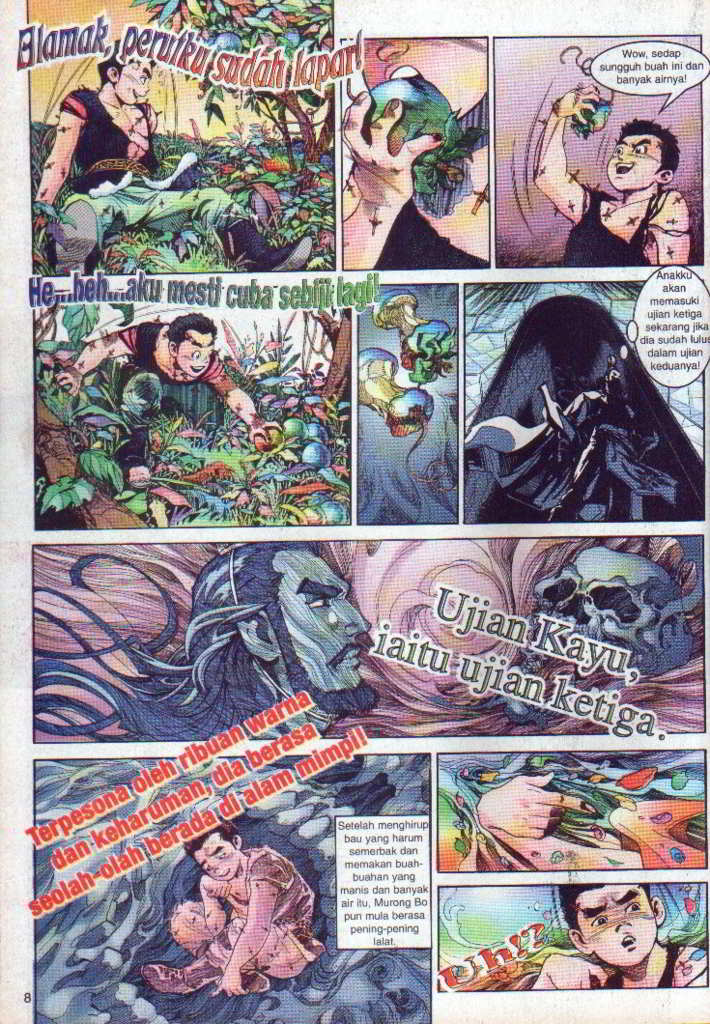 Alamak, perutku sudah lapar!
Wow, sedap
sungguh buah ini dan
banyak airnya!
He...heh...aku mesti cuba sebiji lagi!
Anakku
akan
memasuki
ujian ketiga
sekarang jika
dia sudah lulus
dalam ujian
keduanya!
Ujian Kayu,
iaitu ujian ketiga.
Terpesona oleh ribuan warna
dan keharuman, dia berasa
seolah-olah berada di alam mimpi!
Setelah menghirup
bau yang harum
semerbak dan
memakan buah-
buahan yang
manis dan banyak
air itu, Murong Bo
pun mula berasa
pening-pening
lalat.
Uh!?
8